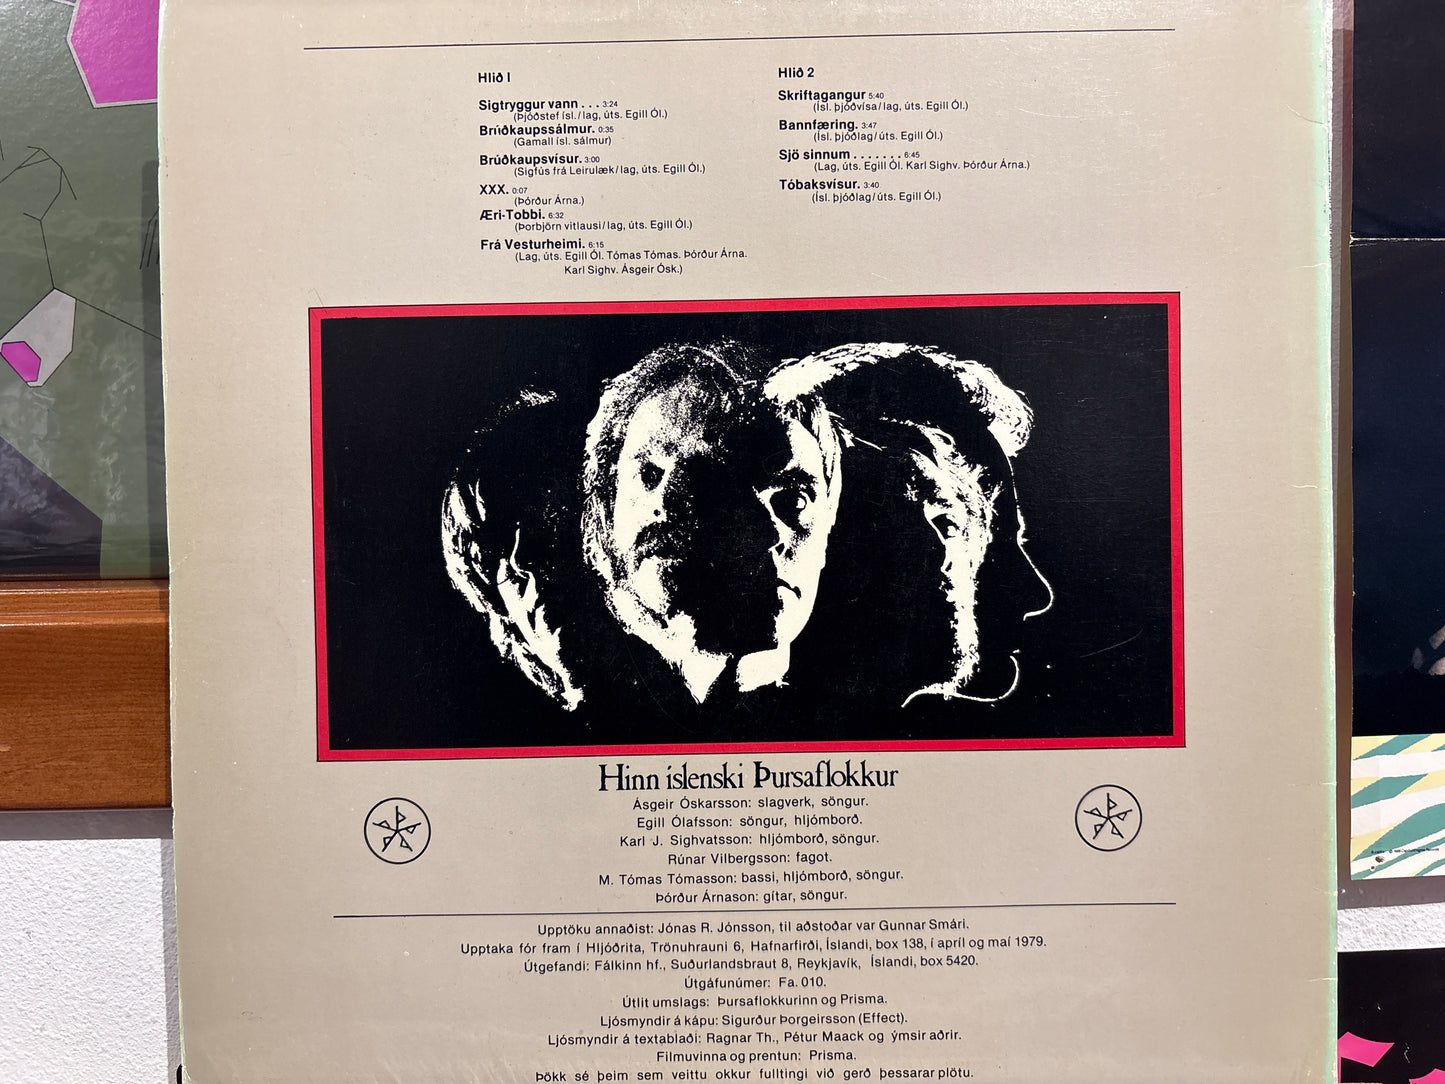 Hlið I
Sigtryggur vann . . . 3:24
(Þjóðstef ísl./lag, úts. Egill Ól.)
Brúðkaupssálmur. 0:35
(Gamall ísl. sálmur)
Brúðkaupsvísur. 3:00
(Sigfús frá Leirulæk/lag, úts. Egill Ól.)
XXX. 0:07
(Þórður Árna.)
Æri-Tobbi. 6:32
(Þorbjörn vitlausi/lag, úts. Egill Ól.)
Frá Vesturheimi. 6:15
(Lag, úts. Egill Ól. Tómas Tómas. Þórður Árna.
Karl Sighv. Ásgeir Ósk.)
Hlið 2
Skriftagangur 5:40
(Ísl. þjóðvísa/lag, úts. Egill Ól.)
Bannfæring. 3:47
(Ísl. þjóðlag/úts. Egill Ól.)
Sjö sinnum . . . . . . . 6:45
(Lag, úts. Egill Ól. Karl Sighv. Þórður Árna.)
Tóbaksvísur. 3:40
(Ísl. þjóðlag/úts. Egill Ól.)
Hinn íslenski Þursaflokkur
Ásgeir Óskarsson: slagverk, söngur.
Egill Ólafsson: söngur, hljómborð.
Karl J. Sighvatsson: hljómborð, söngur.
Rúnar Vilbergsson: fagot.
M. Tómas Tómasson: bassi, hljómborð, söngur.
Þórður Árnason: gítar, söngur.
Upptöku annaðist: Jónas R. Jónsson, til aðstoðar var Gunnar Smári.
Upptaka fór fram í Hljóðrita, Trönuhrauni 6, Hafnarfirði, Íslandi, box 138, í apríl og maí 1979.
Útgefandi: Fálkinn hf., Suðurlandsbraut 8, Reykjavík, Íslandi, box 5420.
Útgáfunúmer: Fa. 010.
Útlit umslags: Þursaflokkurinn og Prisma.
Ljósmyndir á kápu: Sigurður Þorgeirsson (Effect).
Ljósmyndir á textablaði: Ragnar Th., Pétur Maack og ýmsir aðrir.
Filmuvinna og prentun: Prisma.
Þökk sé þeim sem veittu okkur fulltingi við gerð þessarar plötu.